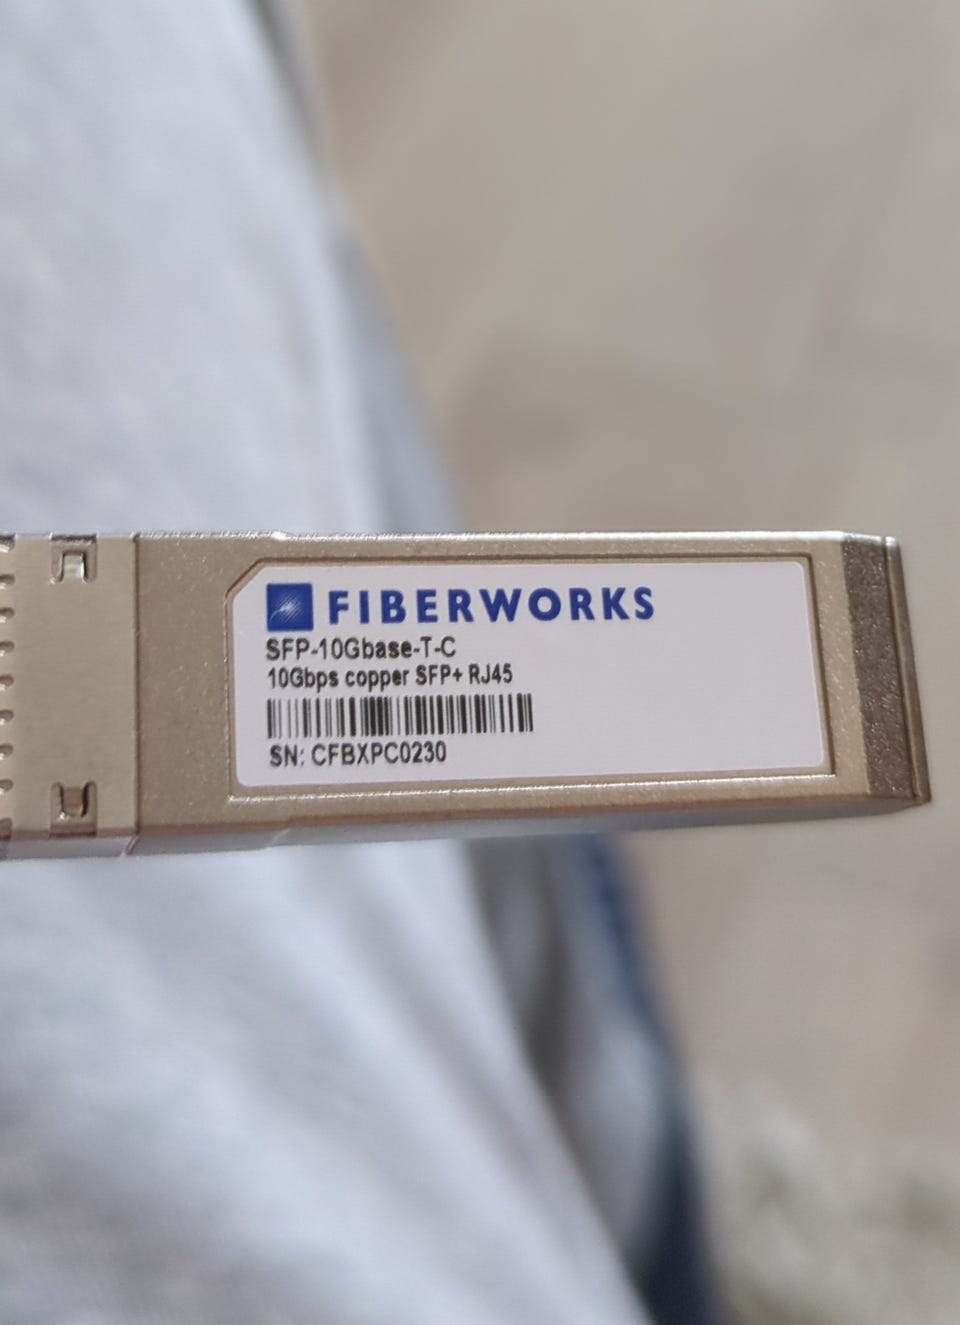 FIBERWORKS
SFP-10Gbase-T-C
10Gbps copper SFP+ RJ45
SN: CFBXPC0230